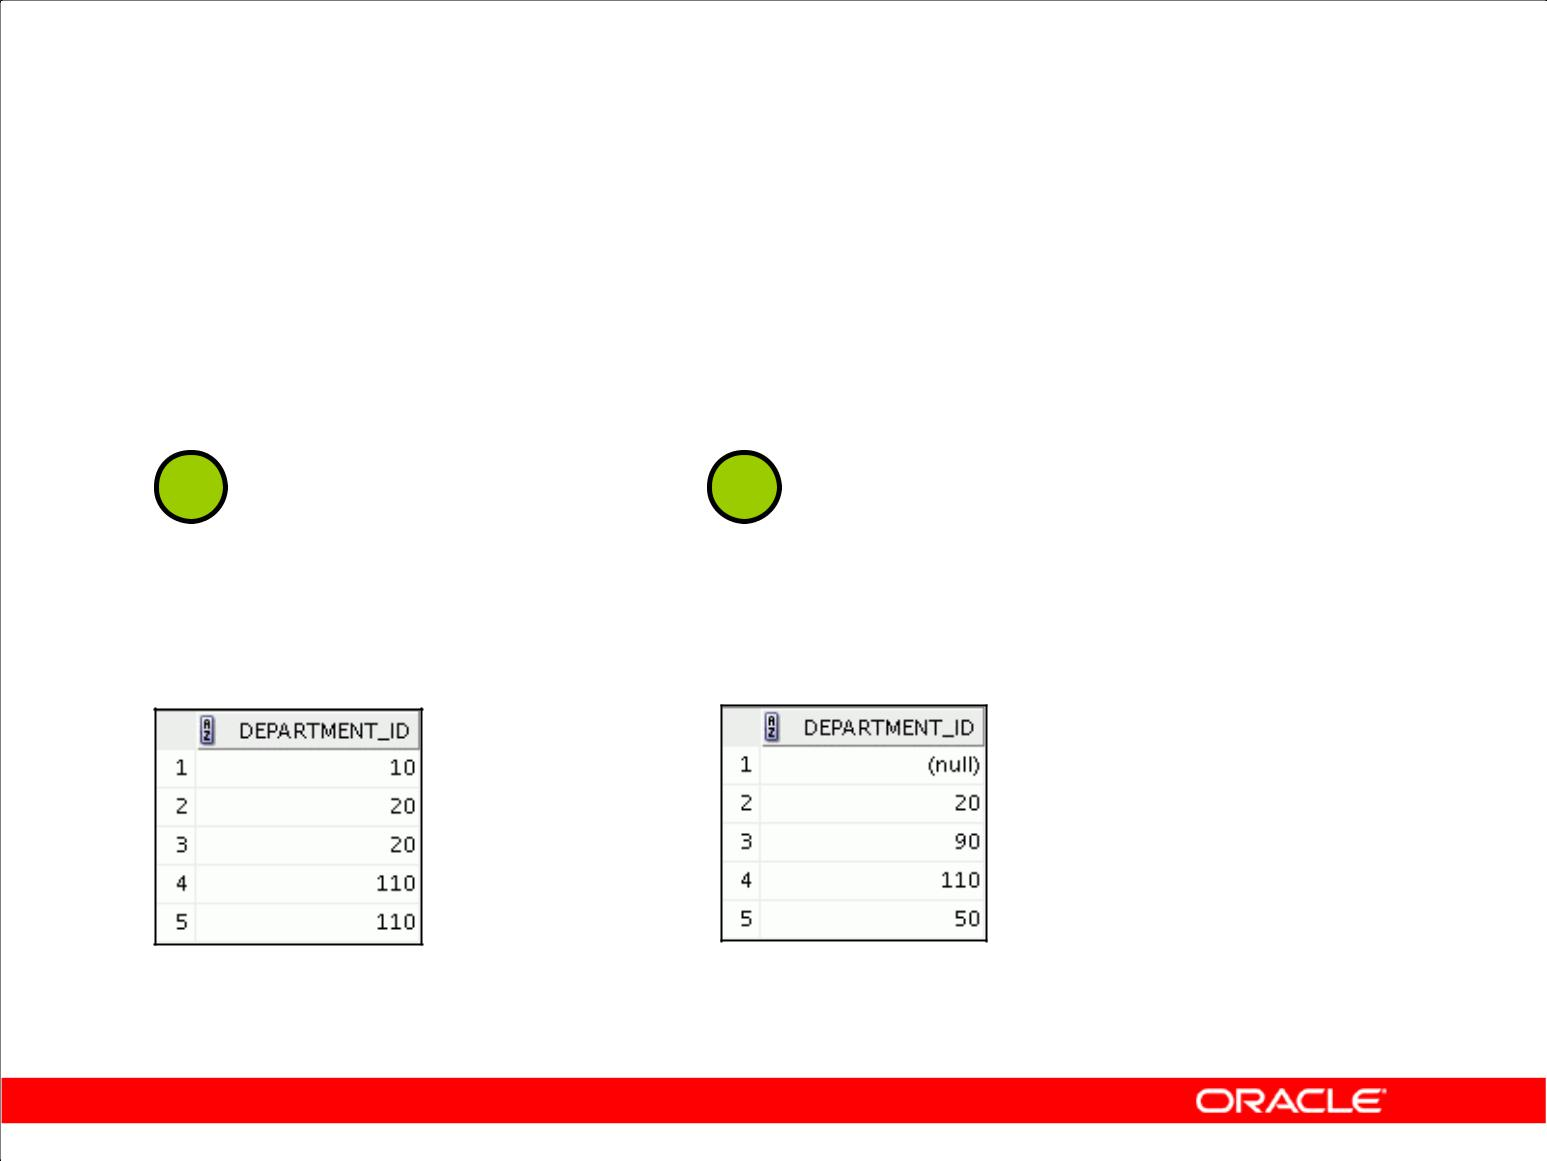 DEPARTMENT_ID
1 10
2 20
3 20
4 110
5 110
DEPARTMENT_ID
1 (null)
2 20
3 90
4 110
5 50
ORACLE